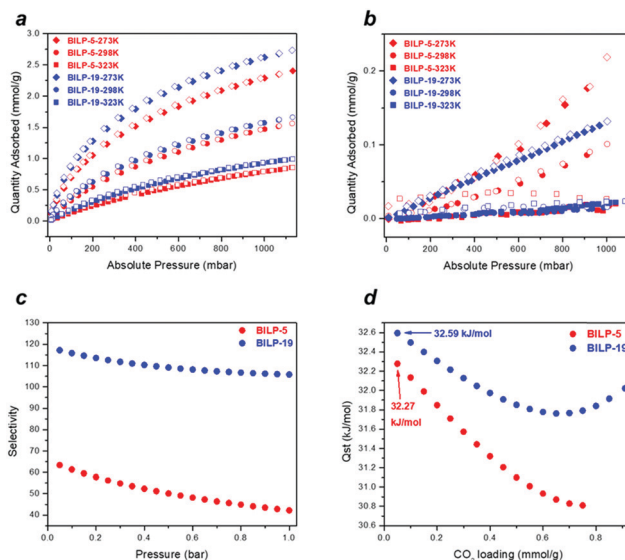 a
BILP-5-273K
BILP-5-298K
BILP-5-323K
BILP-19-273K
BILP-19-298K
BILP-19-323K
Quantity Adsorbed (mmol/g)
3.0
2.5
2.0
1.5
1.0
0.5
0.0
0 200 400 600 800 1000
Absolute Pressure (mbar)
b
BILP-5-273K
BILP-5-298K
BILP-5-323K
BILP-19-273K
BILP-19-298K
BILP-19-323K
Quantity Adsorbed (mmol/g)
0.2
0.1
0.0
0 200 400 600 800 1000
Absolute Pressure (mbar)
c
BILP-5
BILP-19
Selectivity
130
120
110
100
90
80
70
60
50
40
0.0 0.2 0.4 0.6 0.8 1.0
Pressure (bar)
d
BILP-5
BILP-19
32.59 kJ/mol
32.27
kJ/mol
Qst (kJ/mol)
32.6
32.4
32.2
32.0
31.8
31.6
31.4
31.2
31.0
30.8
30.6
0.0 0.2 0.4 0.6 0.8
CO₂ loading (mmol/g)